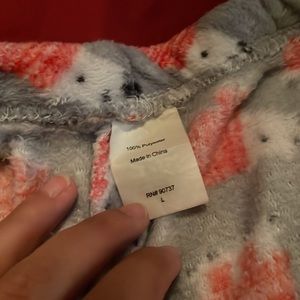 100% Polyester
Made in China
RN# 90737
L